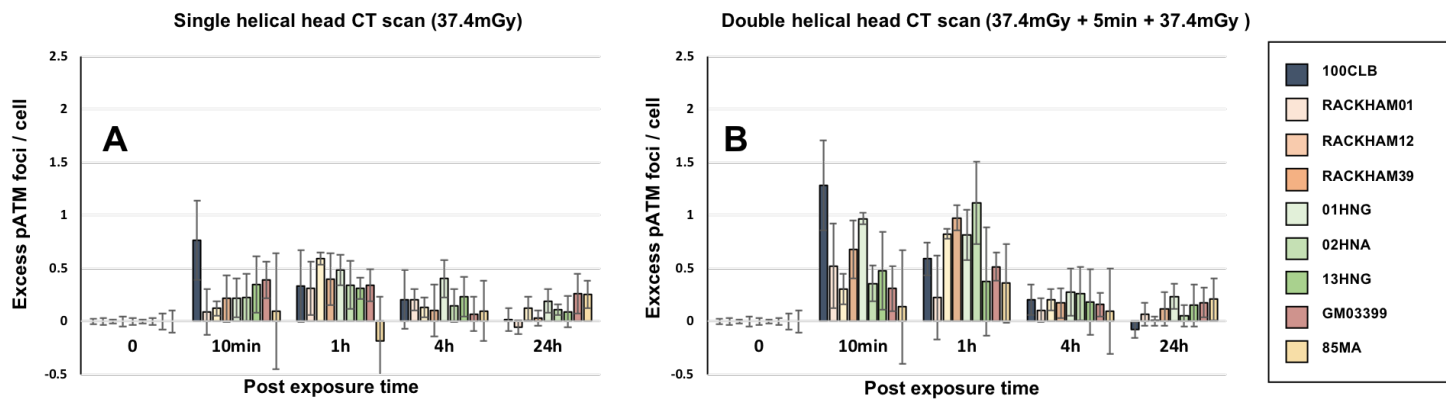 Single helical head CT scan (37.4mGy)
Excess pATM foci / cell
2.5
2
1.5
1
0.5
0
-0.5
A
0
10min
1h
4h
24h
Post exposure time
Double helical head CT scan (37.4mGy + 5min + 37.4mGy )
Exxcess pATM foci / cell
2.5
2
1.5
1
0.5
0
-0.5
B
0
10min
1h
4h
24h
Post exposure time
100CLB
RACKHAM01
RACKHAM12
RACKHAM39
01HNG
02HNA
13HNG
GM03399
85MA